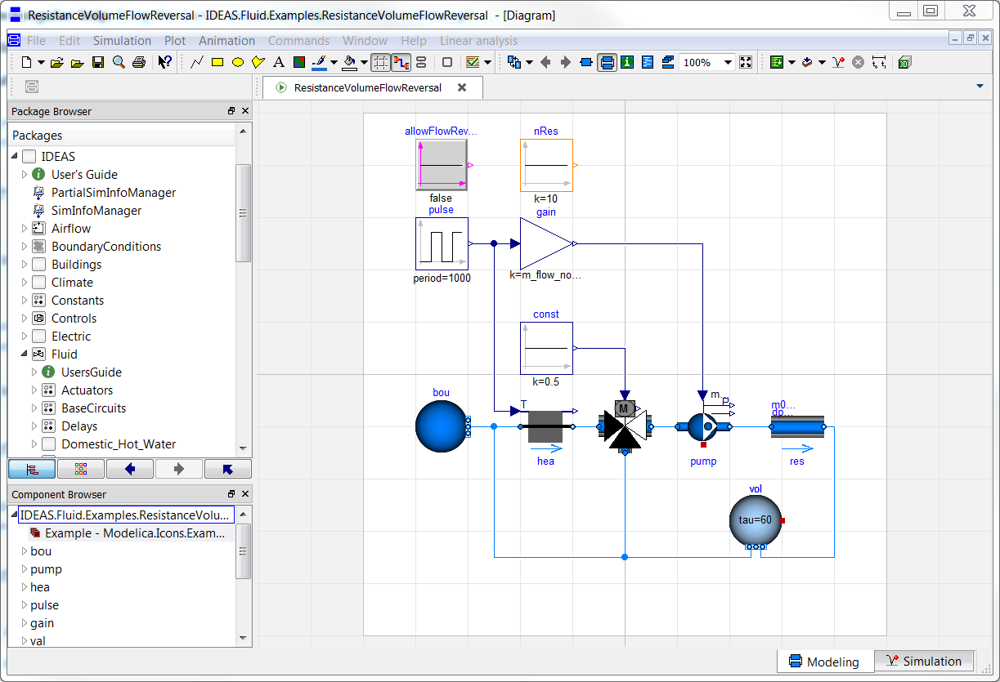 ResistanceVolumeFlowReversal - IDEAS.Fluid.Examples.ResistanceVolumeFlowReversal - [Diagram]
File Edit Simulation Plot Animation Commands Window Help Linear analysis
100%
ResistanceVolumeFlowReversal
Package Browser
Packages
IDEAS
User's Guide
PartialSimInfoManager
SimInfoManager
Airflow
BoundaryConditions
Buildings
Climate
Constants
Controls
Electric
Fluid
UsersGuide
Actuators
BaseCircuits
Delays
Domestic_Hot_Water
Component Browser
IDEAS.Fluid.Examples.ResistanceVolu...
Example - Modelica.Icons.Exam...
bou
pump
hea
pulse
gain
val
allowFlowRev...
nRes
false
k=10
pulse
gain
period=1000
k=m_flow_no...
const
k=0.5
bou
T
M
m...
P
m0...
dp...
hea
pump
res
vol
tau=60
Modeling
Simulation